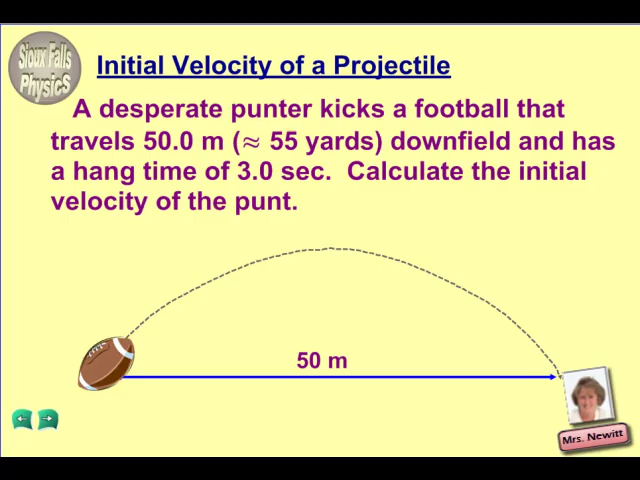 Sioux Falls
Physics
Initial Velocity of a Projectile
A desperate punter kicks a football that
travels 50.0 m (≈ 55 yards) downfield and has
a hang time of 3.0 sec. Calculate the initial
velocity of the punt.
50 m
Mrs. Newitt